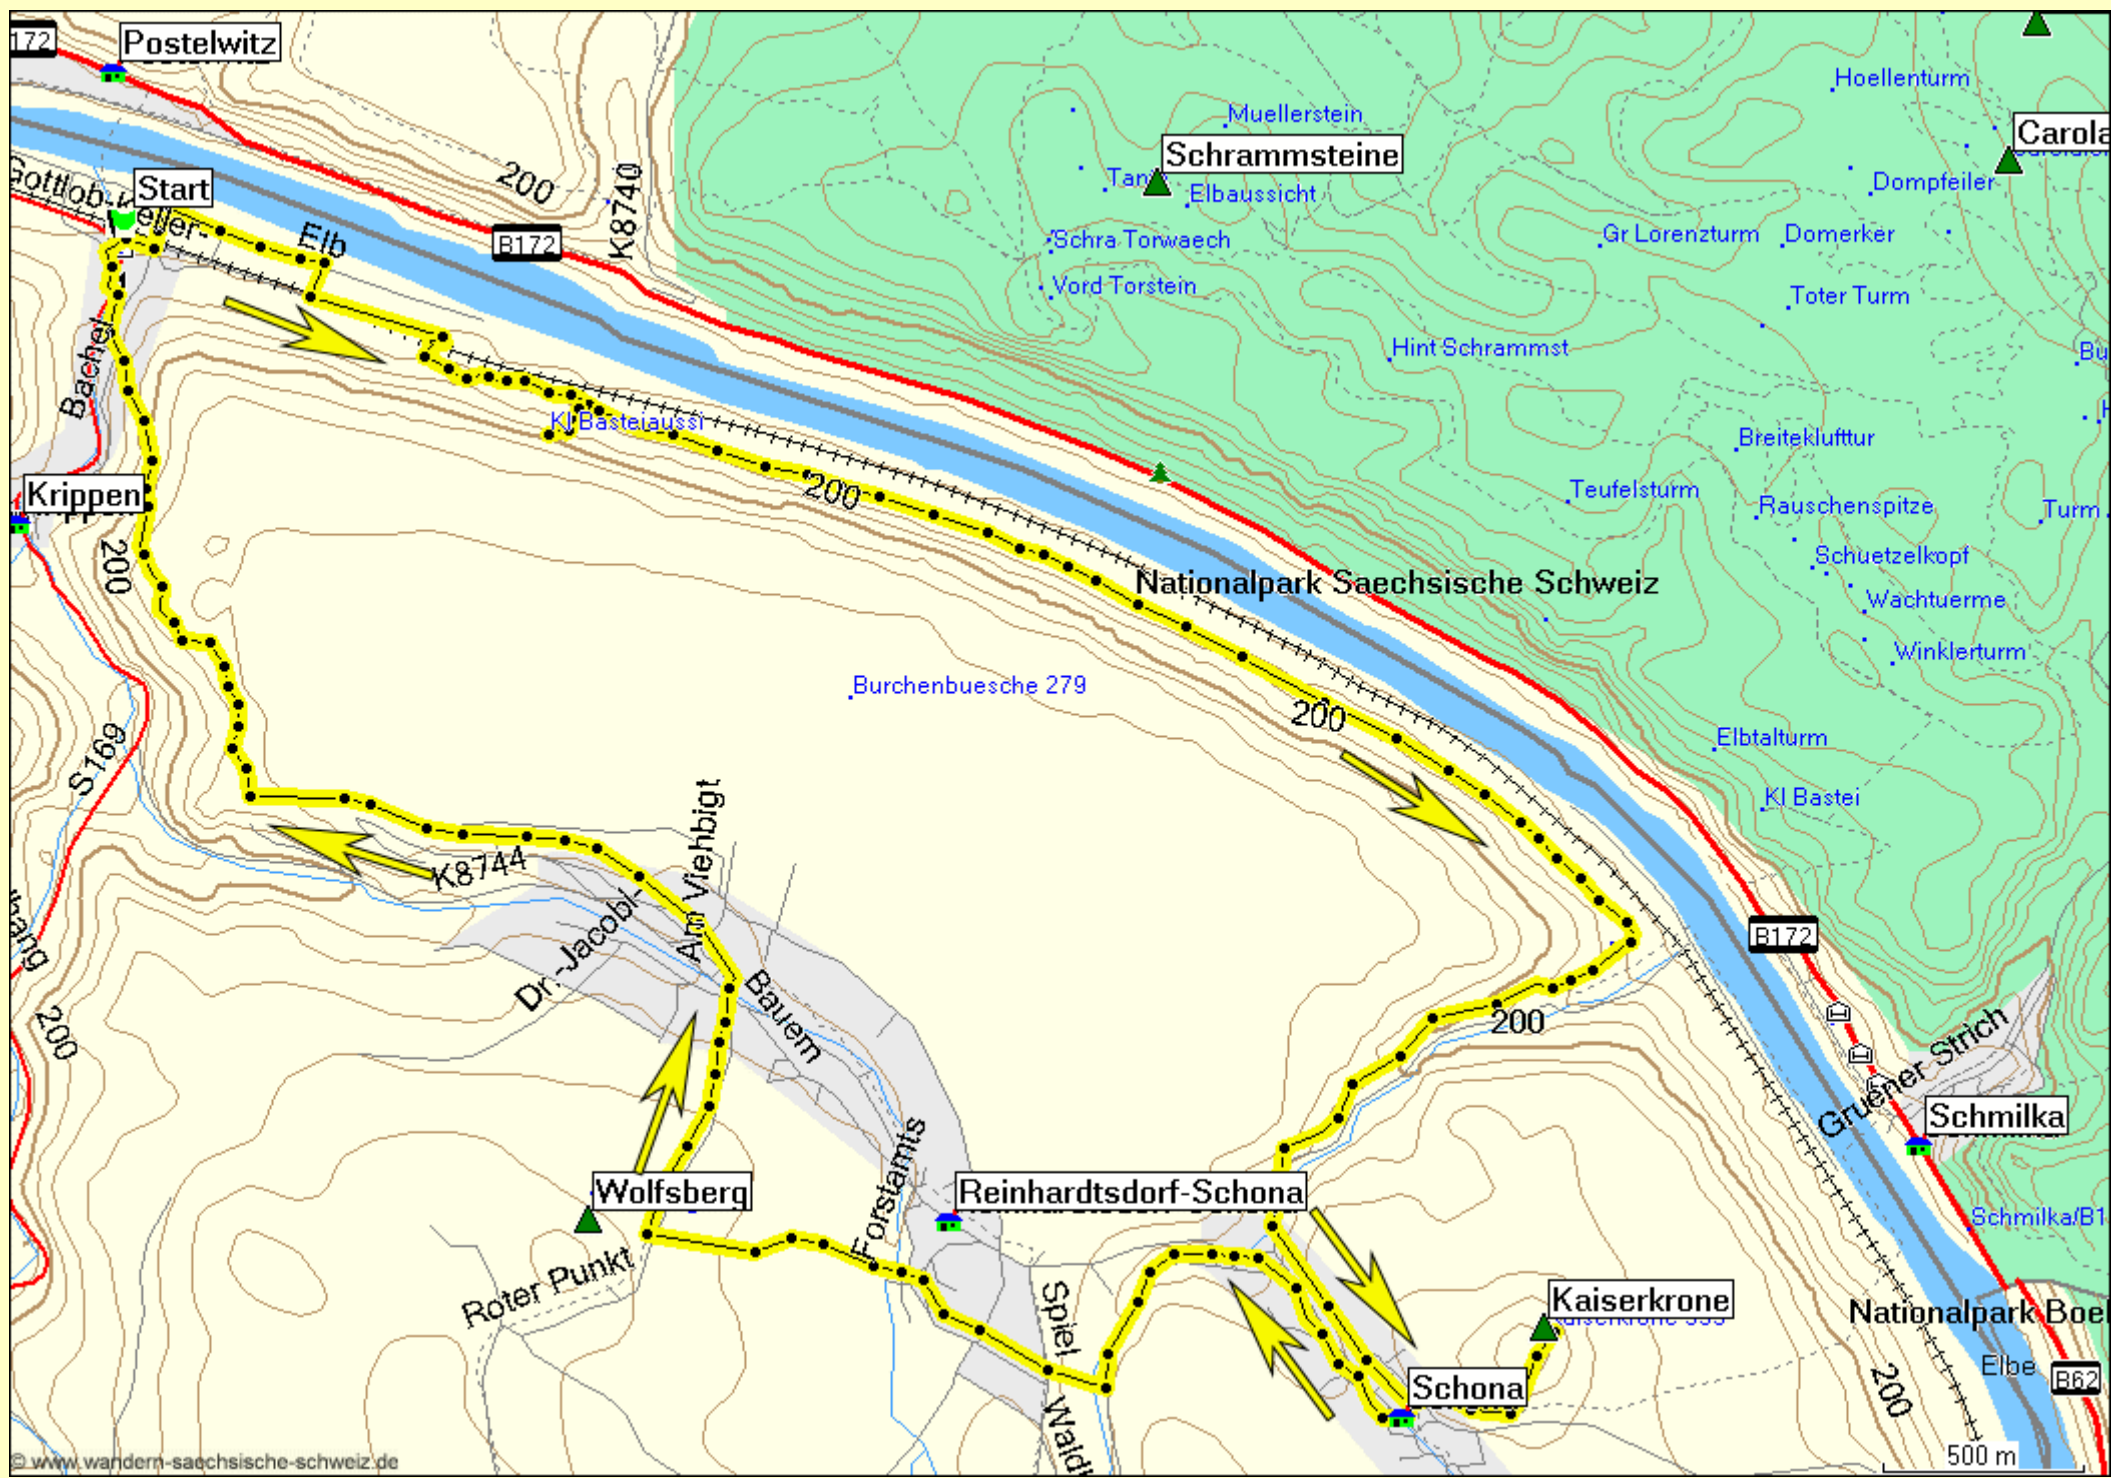 172
Postelwitz
Hoellenturm
Muellerstein
Carola
Schrammsteine
200
K8740
Gottlob-Keller-
Start
Elbaussicht
Dompfeiler
Elb
B172
Schra Torwaech
Gr Lorenzturm
Domerker
Vord Torstein
Toter Turm
Bachel
Hint Schrammst
Bu
Kl Basteiaussi
Breiteklufttur
Krippen
200
Teufelsturm
Rauschenspitze
Turm
200
Nationalpark Saechsische Schweiz
Schuetzelkopf
Wachtuerme
Winklerturm
Burchenbuesche 279
200
S169
Elbtalturm
Kl Bastei
K8744
Am Viehbigt
Dr.-Jacobi-
B172
Bauern
200
200
Gruener Strich
Schmilka
Forstamts
Wolfsberg
Reinhardtsdorf-Schona
Schmilka/B1
Roter Punkt
Spiel
Kaiserkrone
Nationalpark Boel
Elbe
B62
Schona
200
Waldh
500 m
© www.wandern-saechsische-schweiz.de